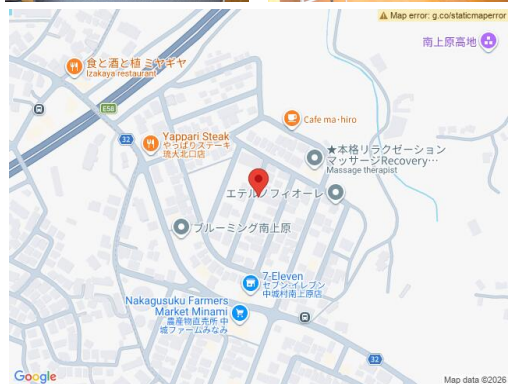 Map error: g.co/staticmaperror
南上原高地
食と酒と植 ミヤギヤ
Izakaya restaurant
E58
Cafe ma・hiro
32
Yappari Steak
やっぱりステーキ
琉大北口店
★本格リラクゼーション
マッサージRecovery…
Massage therapist
エテルノフィオーレ
ブルーミング南上原
7-Eleven
セブン-イレブン
中城村南上原店
Nakagusuku Farmers
Market Minami
農産物直売所 中
城ファームみなみ
32
Google
Map data ©2026